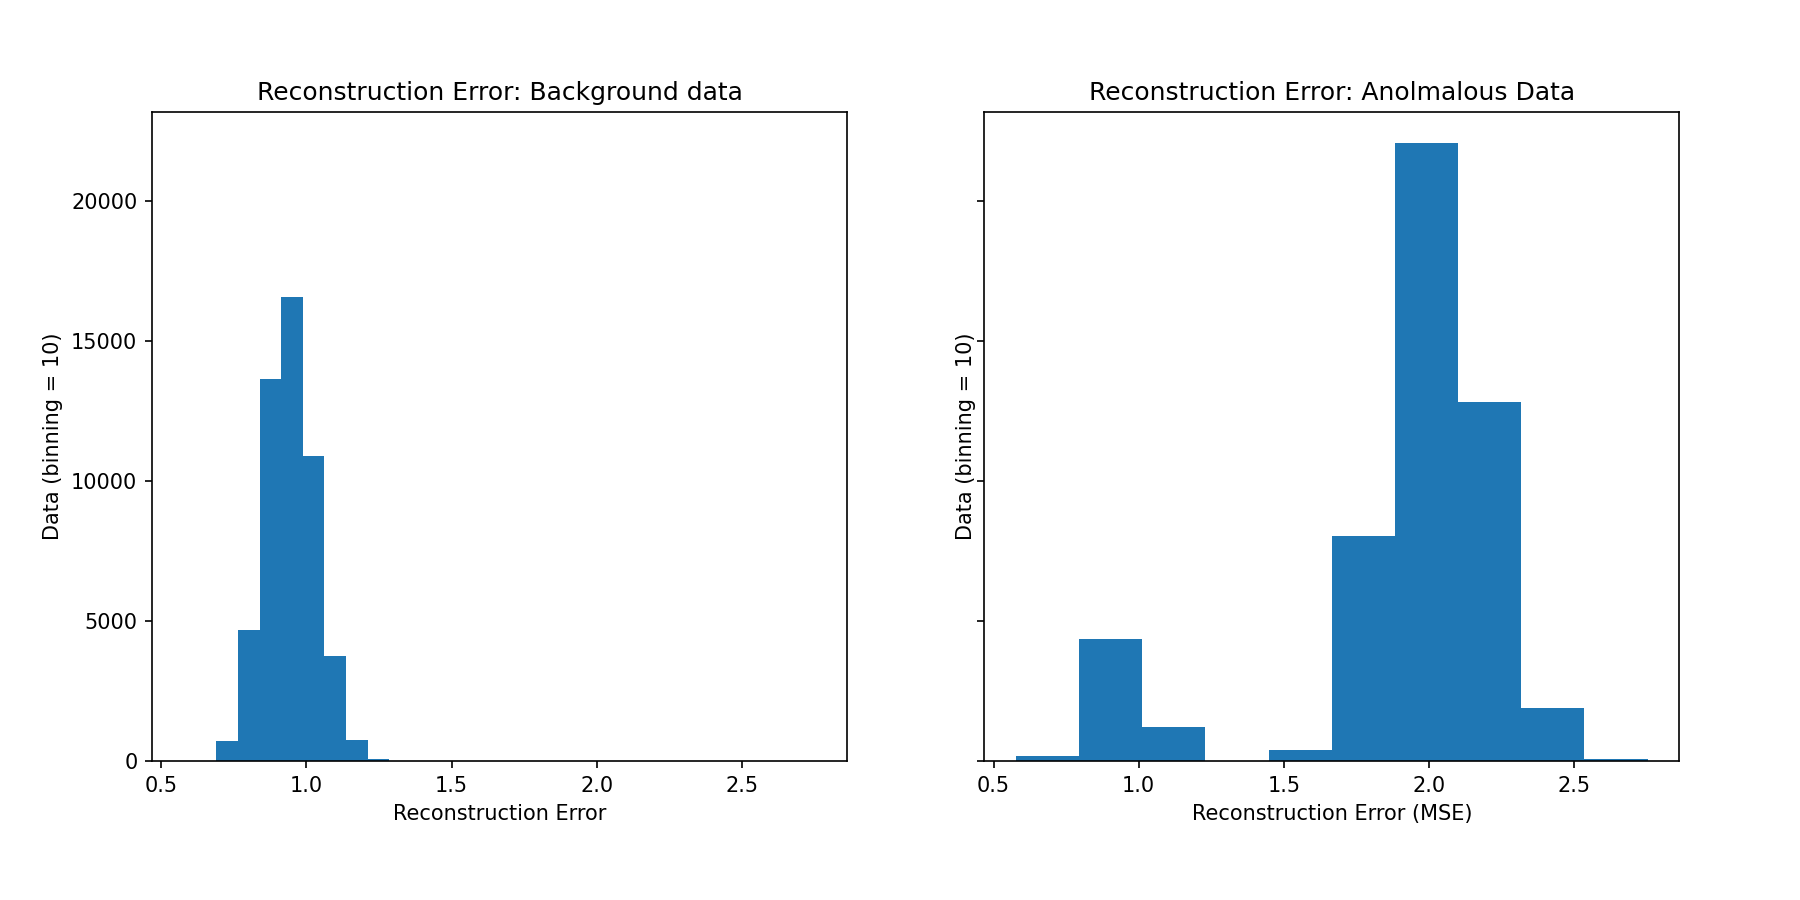 Reconstruction Error: Background data
20000
15000
10000
5000
0
Data (binning = 10)
0.5 1.0 1.5 2.0 2.5
Reconstruction Error
Reconstruction Error: Anolmalous Data
Data (binning = 10)
0.5 1.0 1.5 2.0 2.5
Reconstruction Error (MSE)